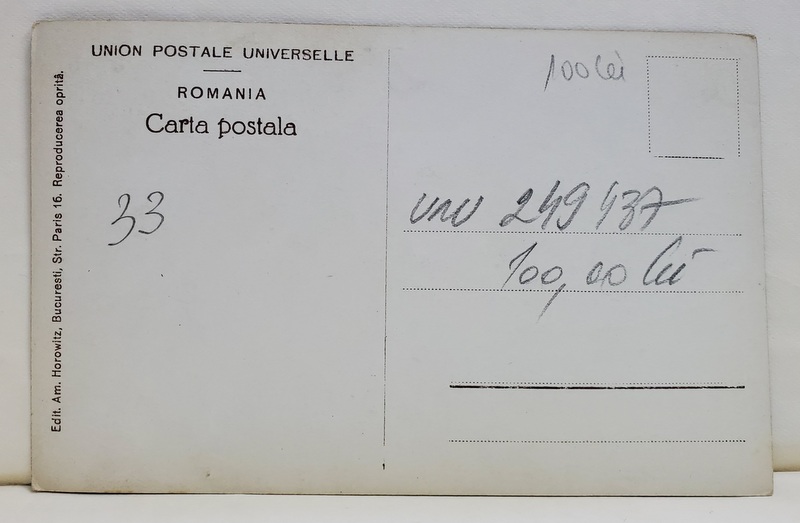 UNION POSTALE UNIVERSELLE
ROMANIA
Carta postala
Edit. Am. Horowitz, Bucuresti, Str. Paris 16. Reproducerea oprită.
33
100 lei
249437
100,00 lei